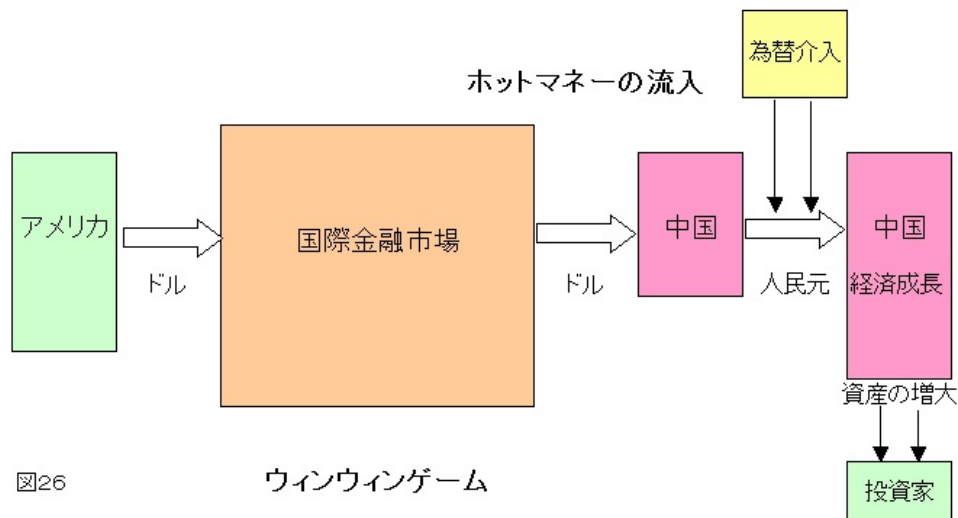 為替介入
ホットマネーの流入
アメリカ
ドル
国際金融市場
ドル
中国
人民元
中国
経済成長
資産の増大
投資家
図26
ウィンウィンゲーム